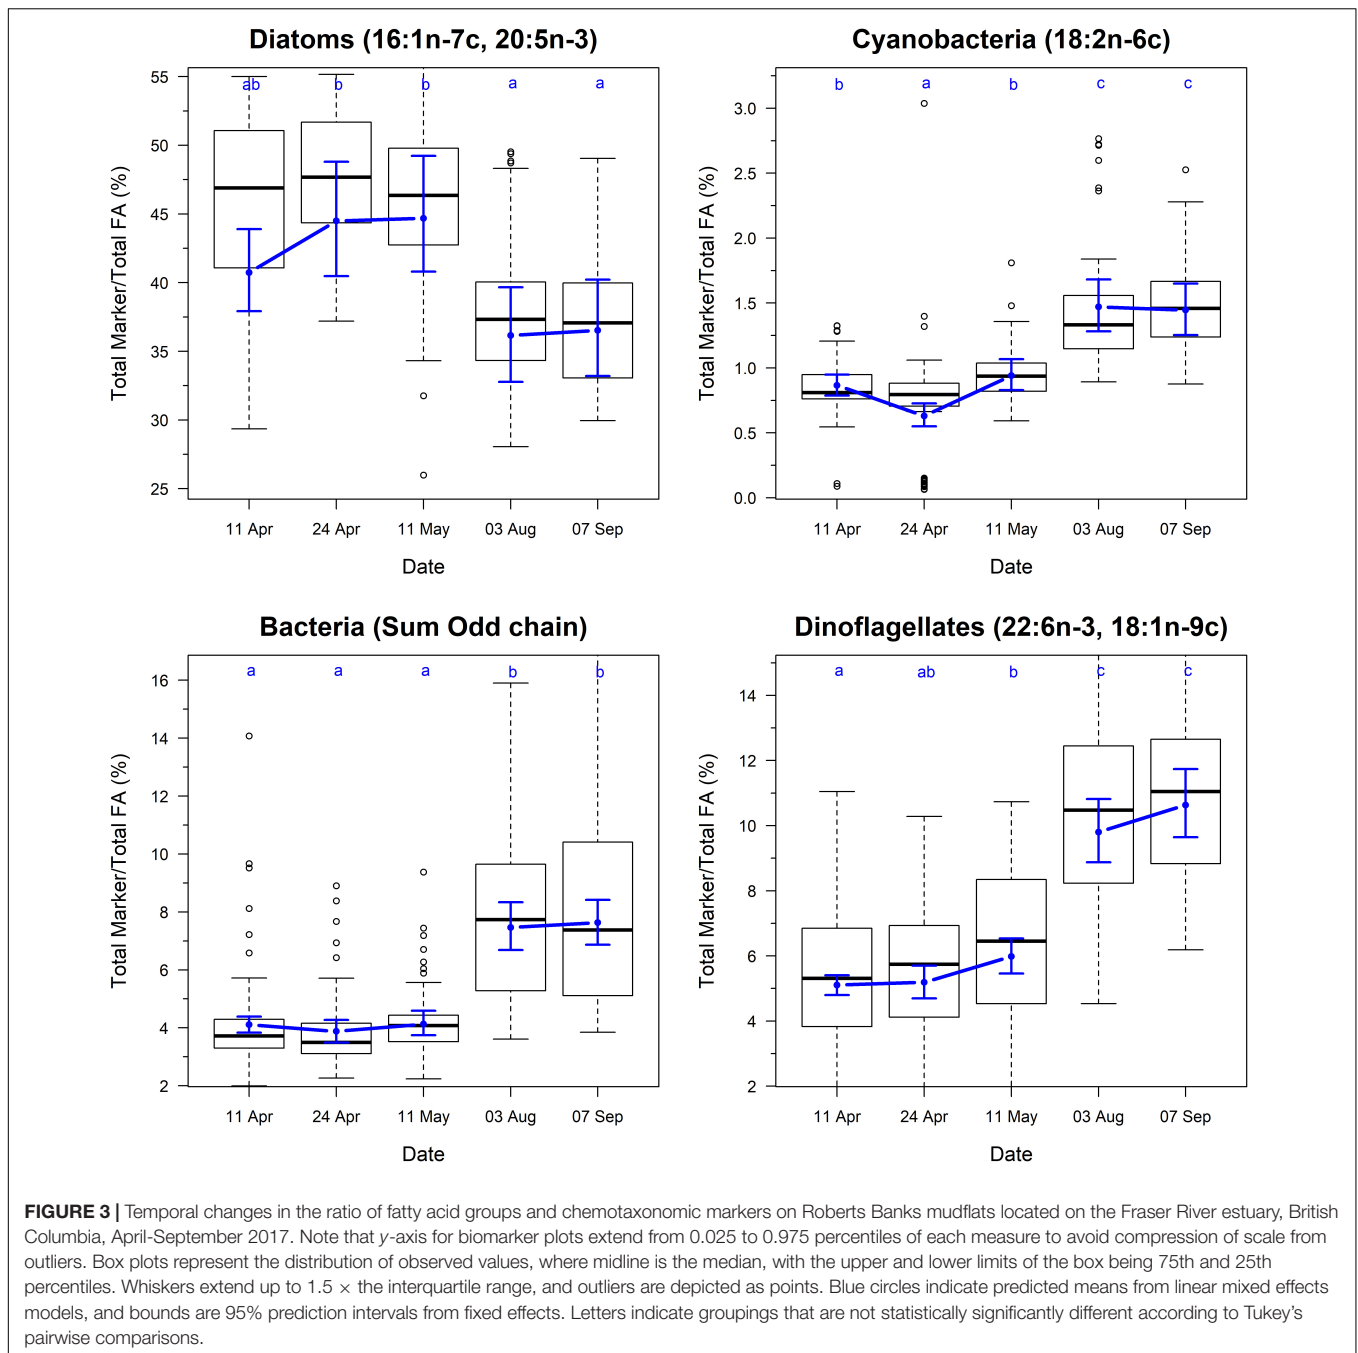 Diatoms (16:1n-7c, 20:5n-3)
Total Marker/Total FA (%)
55
50
45
40
35
30
25
ab b b a a
11 Apr 24 Apr 11 May 03 Aug 07 Sep
Date
Cyanobacteria (18:2n-6c)
Total Marker/Total FA (%)
3.0
2.5
2.0
1.5
1.0
0.5
0.0
b a b c c
11 Apr 24 Apr 11 May 03 Aug 07 Sep
Date
Bacteria (Sum Odd chain)
Total Marker/Total FA (%)
16
14
12
10
8
6
4
2
a a a b b
11 Apr 24 Apr 11 May 03 Aug 07 Sep
Date
Dinoflagellates (22:6n-3, 18:1n-9c)
Total Marker/Total FA (%)
14
12
10
8
6
4
2
a ab b c c
11 Apr 24 Apr 11 May 03 Aug 07 Sep
Date
FIGURE 3 | Temporal changes in the ratio of fatty acid groups and chemotaxonomic markers on Roberts Banks mudflats located on the Fraser River estuary, British
Columbia, April-September 2017. Note that y-axis for biomarker plots extend from 0.025 to 0.975 percentiles of each measure to avoid compression of scale from
outliers. Box plots represent the distribution of observed values, where midline is the median, with the upper and lower limits of the box being 75th and 25th
percentiles. Whiskers extend up to 1.5 × the interquartile range, and outliers are depicted as points. Blue circles indicate predicted means from linear mixed effects
models, and bounds are 95% prediction intervals from fixed effects. Letters indicate groupings that are not statistically significantly different according to Tukey's
pairwise comparisons.